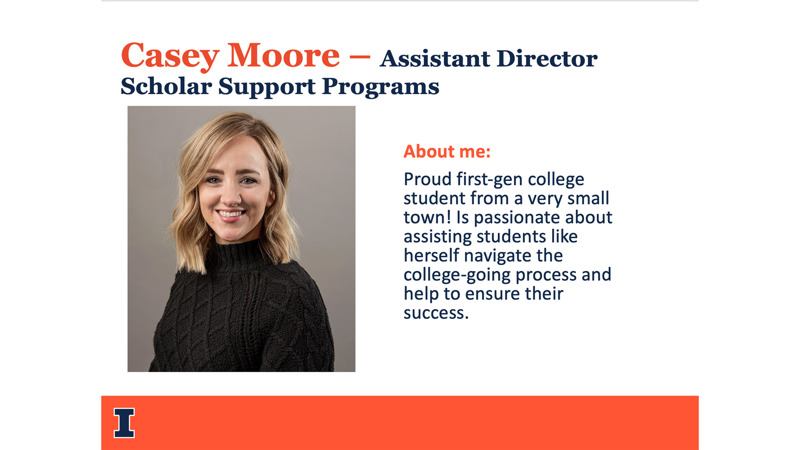 Casey Moore – Assistant Director
Scholar Support Programs
About me:
Proud first-gen college
student from a very small
town! Is passionate about
assisting students like
herself navigate the
college-going process and
help to ensure their
success.
I